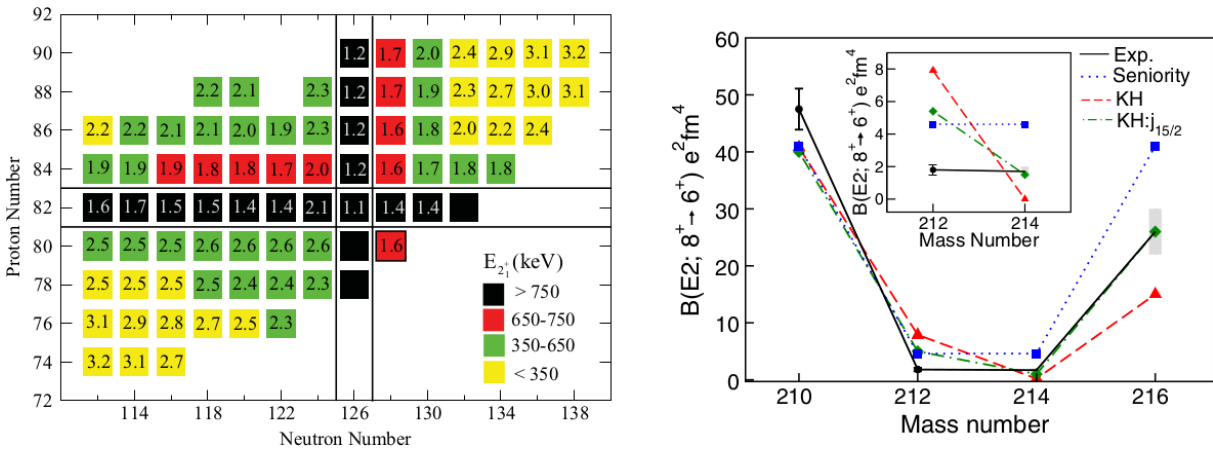 Proton Number
92
90 1.2 1.7 2.0 2.4 2.9 3.1 3.2
88 2.2 2.1 2.3 1.2 1.7 1.9 2.3 2.7 3.0 3.1
86 2.2 2.2 2.1 2.1 2.0 1.9 2.3 1.2 1.6 1.8 2.0 2.2 2.4
84 1.9 1.9 1.9 1.8 1.8 1.7 2.0 1.2 1.6 1.7 1.8 1.8
82 1.6 1.7 1.5 1.5 1.4 1.4 2.1 1.1 1.4 1.4
80 2.5 2.5 2.5 2.6 2.6 2.6 2.6 1.6
78 2.5 2.5 2.5 2.5 2.4 2.4 2.3
76 3.1 2.9 2.8 2.7 2.5 2.3
74 3.2 3.1 2.7
72
E2₁⁺(keV)
> 750
650-750
350-650
< 350
114 118 122 126 130 134 138
Neutron Number
B(E2; 8⁺→ 6⁺) e²fm⁴
60
50
40
30
20
10
0
Exp.
Seniority
KH
KH:j₁₅/₂
B(E2; 8⁺→ 6⁺) e²fm⁴
8
6
4
2
0
212 214
Mass Number
210 212 214 216
Mass number